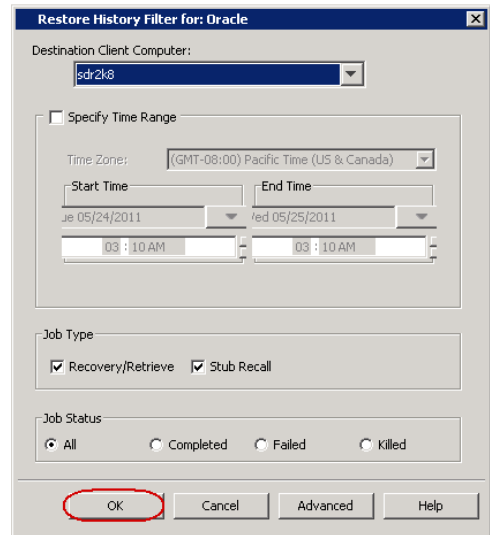 Restore History Filter for: Oracle
Destination Client Computer:
sdr2k8
Specify Time Range
Time Zone: (GMT-08:00) Pacific Time (US & Canada)
Start Time End Time
ue 05/24/2011 /ed 05/25/2011
03 : 10 AM 03 : 10 AM
Job Type
Recovery/Retrieve Stub Recall
Job Status
All Completed Failed Killed
OK Cancel Advanced Help